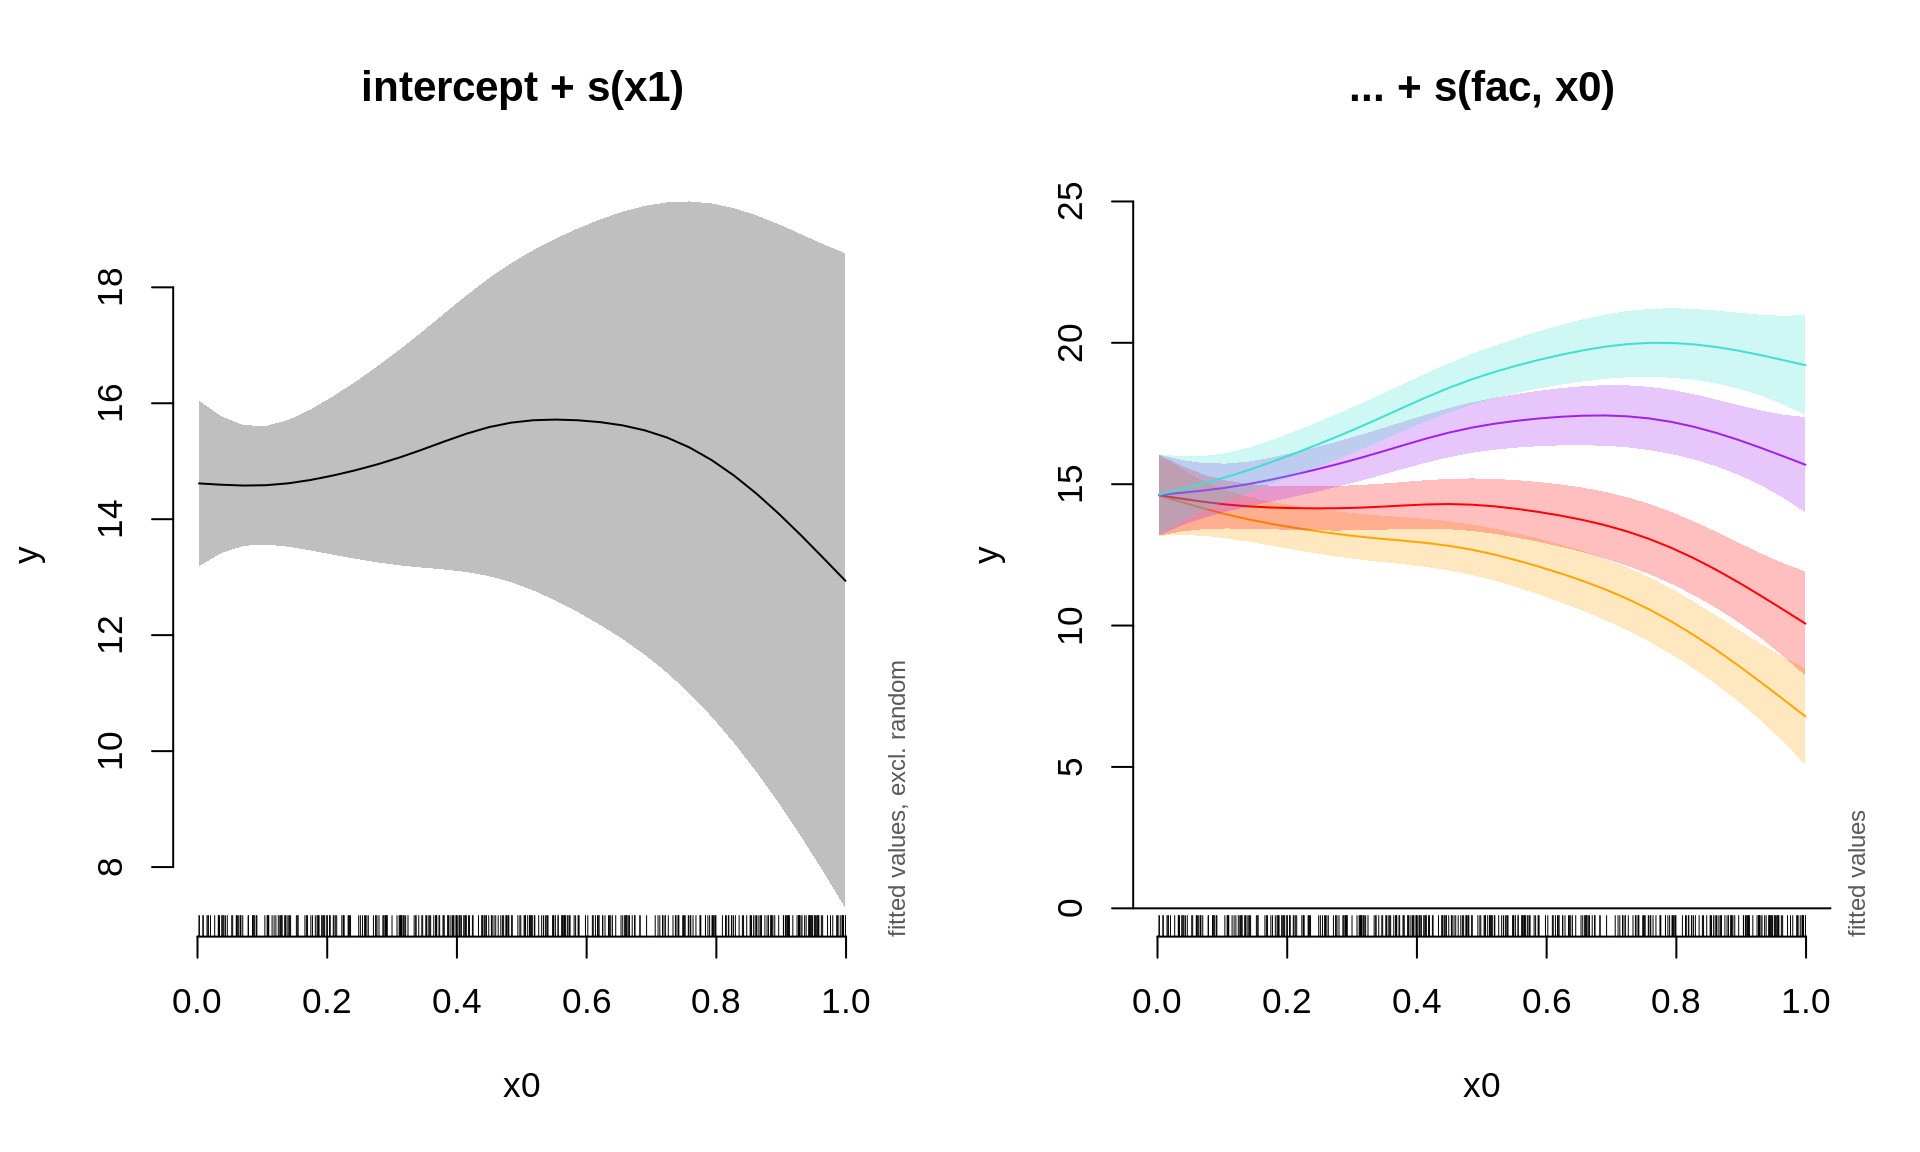 intercept + s(x1)
y
8
10
12
14
16
18
0.0 0.2 0.4 0.6 0.8 1.0
x0
fitted values, excl. random
... + s(fac, x0)
y
0
5
10
15
20
25
0.0 0.2 0.4 0.6 0.8 1.0
x0
fitted values